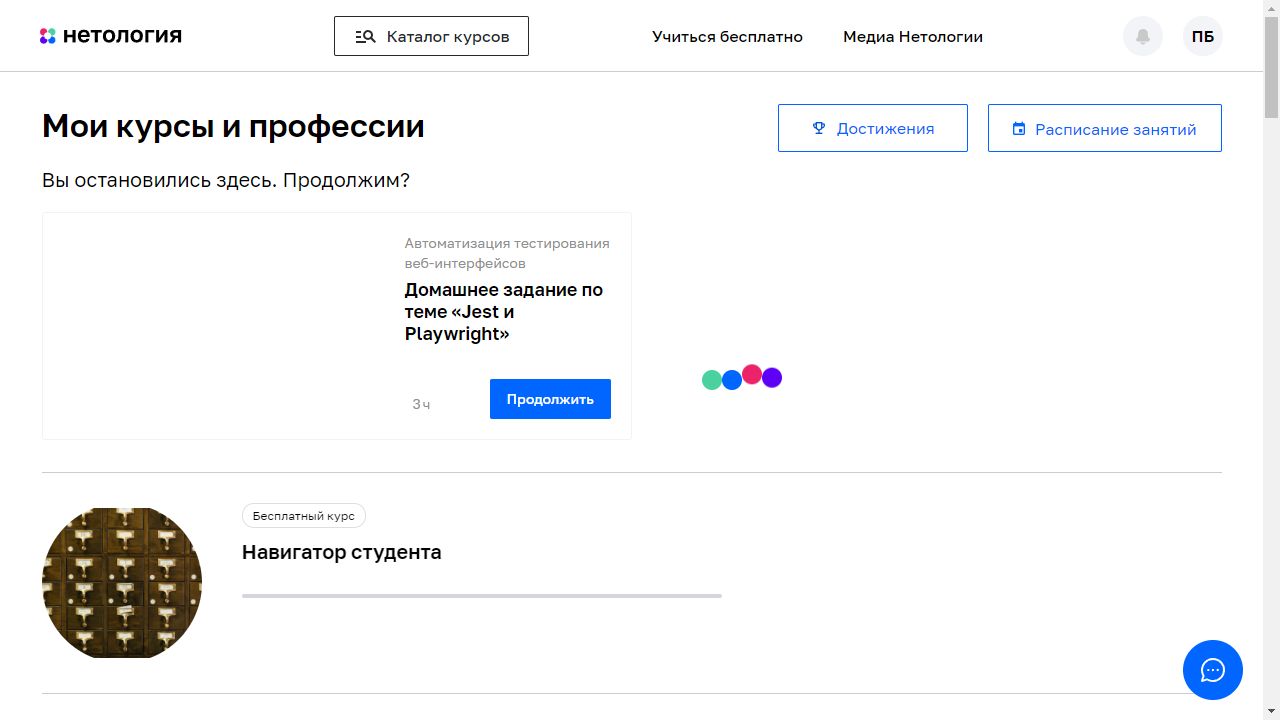 нетология
Каталог курсов
Учиться бесплатно
Медиа Нетологии
ПБ
Мои курсы и профессии
Достижения
Расписание занятий
Вы остановились здесь. Продолжим?
Автоматизация тестирования
веб-интерфейсов
Домашнее задание по
теме «Jest и
Playwright»
3 ч
Продолжить
Бесплатный курс
Навигатор студента